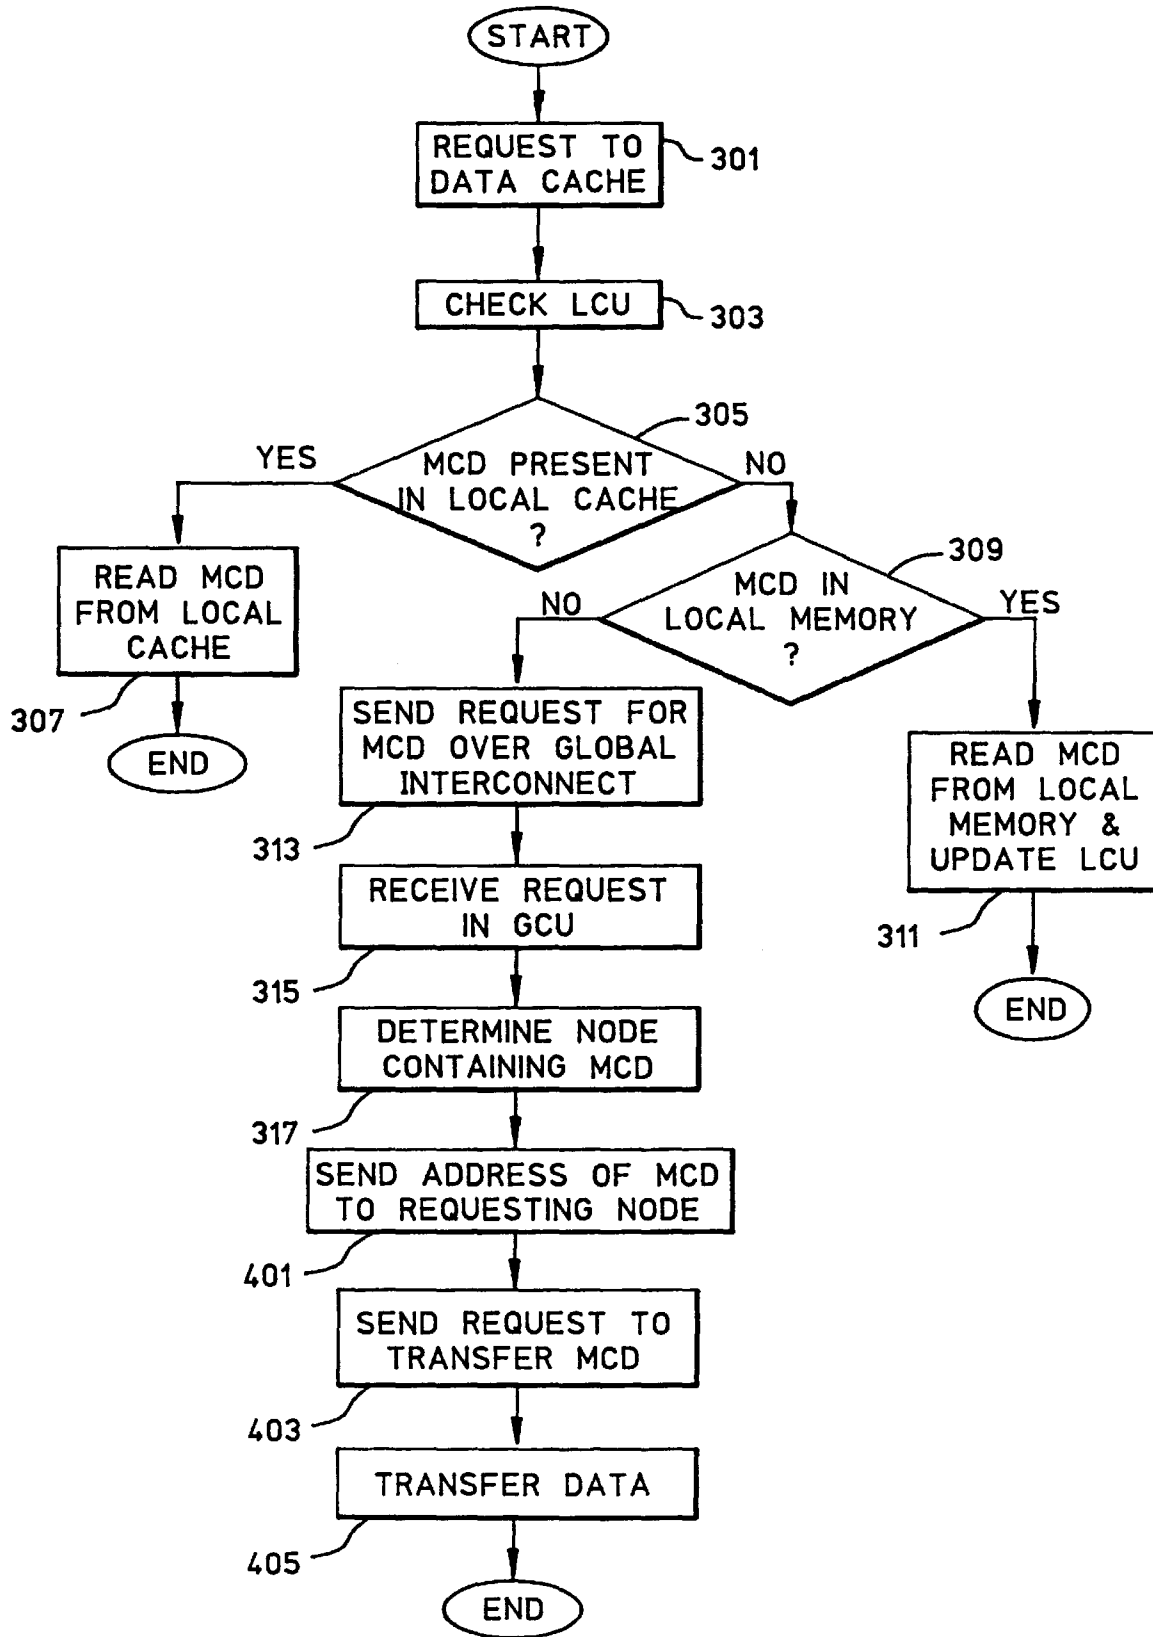 START
REQUEST TO
DATA CACHE
301
CHECK LCU
303
305
YES
MCD PRESENT
IN LOCAL CACHE
?
NO
309
READ MCD
FROM LOCAL
CACHE
307
END
MCD IN
LOCAL MEMORY
?
NO
YES
SEND REQUEST FOR
MCD OVER GLOBAL
INTERCONNECT
313
READ MCD
FROM LOCAL
MEMORY &
UPDATE LCU
311
END
RECEIVE REQUEST
IN GCU
315
DETERMINE NODE
CONTAINING MCD
317
SEND ADDRESS OF MCD
TO REQUESTING NODE
401
SEND REQUEST TO
TRANSFER MCD
403
TRANSFER DATA
405
END